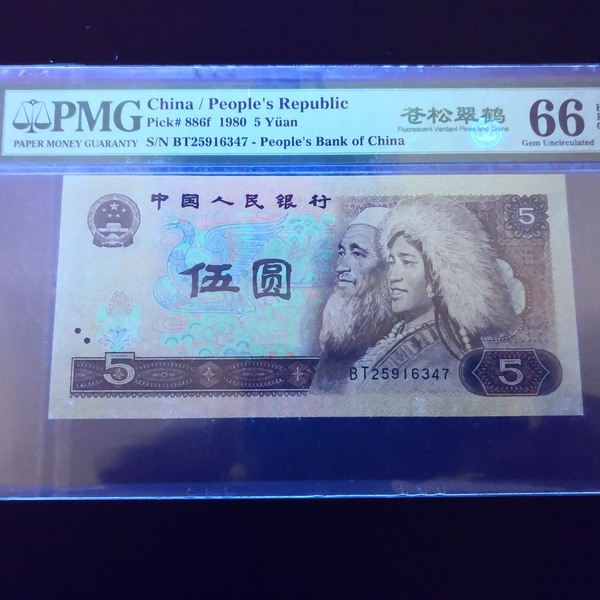 PMG
PAPER MONEY GUARANTY
China / People's Republic
Pick# 886f 1980 5 Yüan
S/N BT25916347 - People's Bank of China
苍松翠鹤
Fluorescent Verdant Pines and Crane
66
Gem Uncirculated
E
P
中国人民银行
5
伍圆
5
BT25916347
5